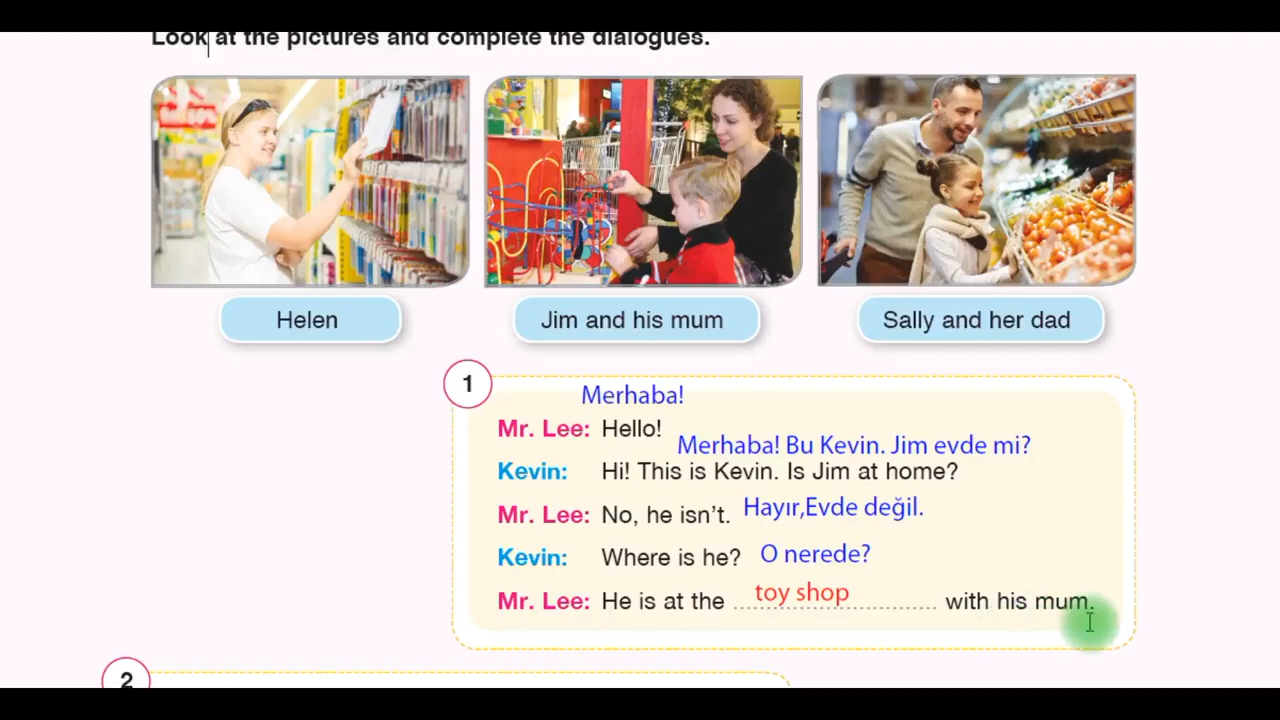 Look at the pictures and complete the dialogues.
Helen
Jim and his mum
Sally and her dad
1
Merhaba!
Mr. Lee: Hello!
Merhaba! Bu Kevin. Jim evde mi?
Kevin: Hi! This is Kevin. Is Jim at home?
Mr. Lee: No, he isn't. Hayır,Evde değil.
Kevin: Where is he? O nerede?
Mr. Lee: He is at the toy shop with his mum.
2